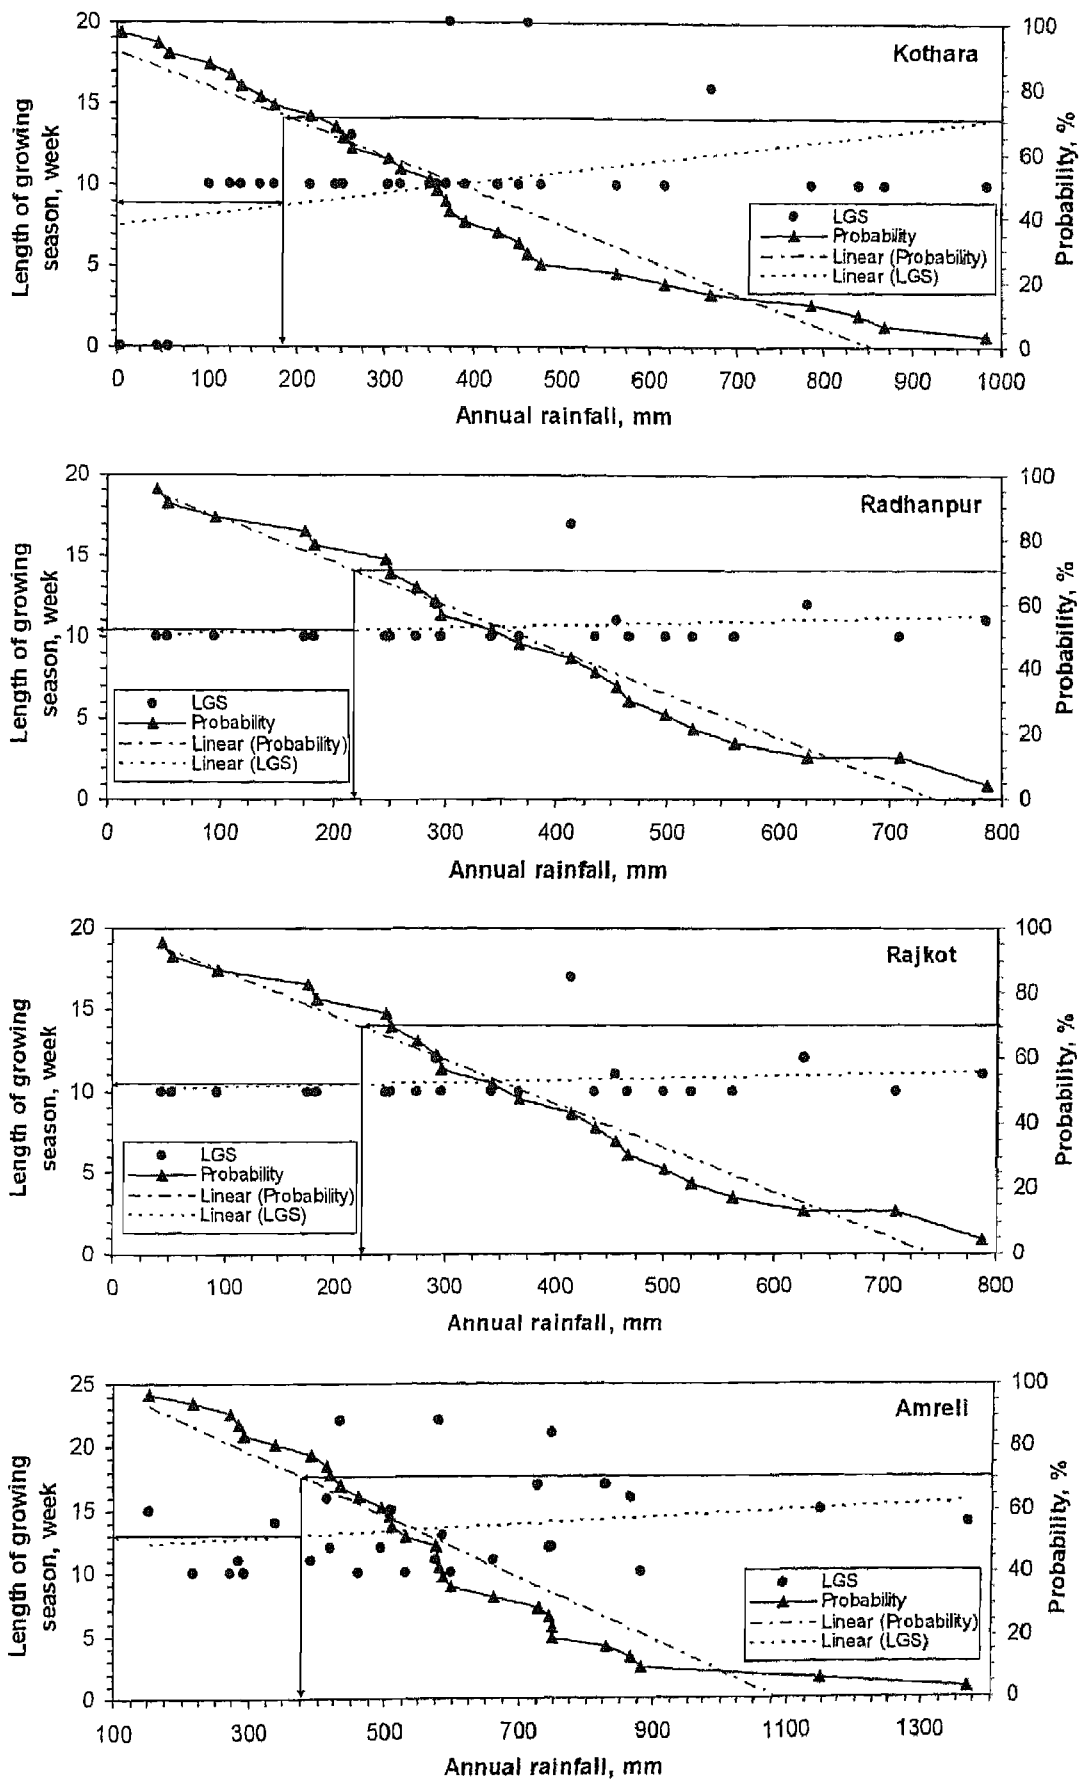 Kothara
Length of growing
season, week
20
15
10
5
0
100
80
60
40
20
0
Probability, %
LGS
Probability
Linear (Probability)
Linear (LGS)
0 100 200 300 400 500 600 700 800 900 1000
Annual rainfall, mm
Radhanpur
Length of growing
season, week
20
15
10
5
0
100
80
60
40
20
0
Probability, %
LGS
Probability
Linear (Probability)
Linear (LGS)
0 100 200 300 400 500 600 700 800
Annual rainfall, mm
Rajkot
Length of growing
season, week
20
15
10
5
0
100
80
60
40
20
0
Probability, %
LGS
Probability
Linear (Probability)
Linear (LGS)
0 100 200 300 400 500 600 700 800
Annual rainfall, mm
Amreli
Length of growing
season, week
25
20
15
10
5
0
100
80
60
40
20
0
Probability, %
LGS
Probability
Linear (Probability)
Linear (LGS)
100 300 500 700 900 1100 1300
Annual rainfall, mm